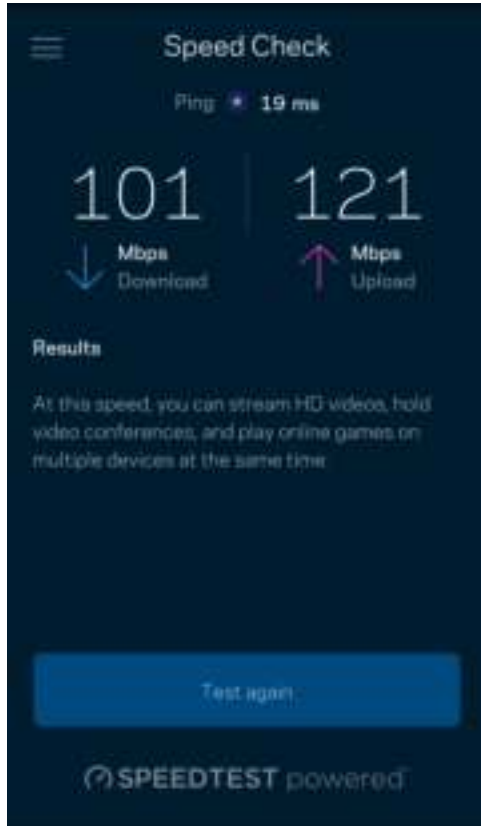 Speed Check
Ping 19 ms
101 121
Mbps Mbps
Download Upload
Results
At this speed, you can stream HD videos, hold
video conferences, and play online games on
multiple devices at the same time
Test again
SPEEDTEST powered